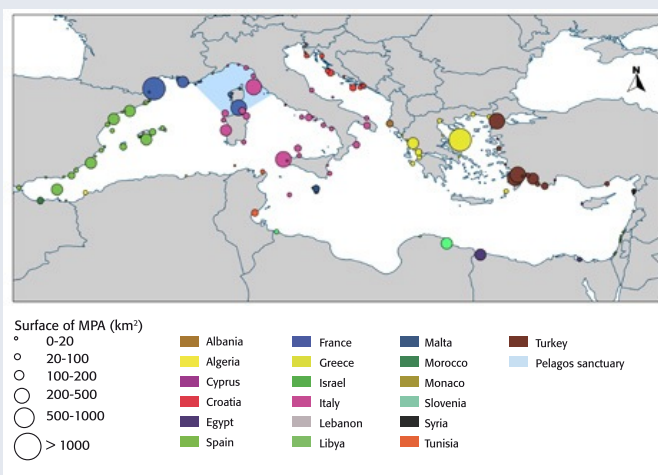 N
Surface of MPA (km²)
0-20
20-100
100-200
200-500
500-1000
> 1000
Albania
Algeria
Cyprus
Croatia
Egypt
Spain
France
Greece
Israel
Italy
Lebanon
Libya
Malta
Morocco
Monaco
Slovenia
Syria
Tunisia
Turkey
Pelagos sanctuary